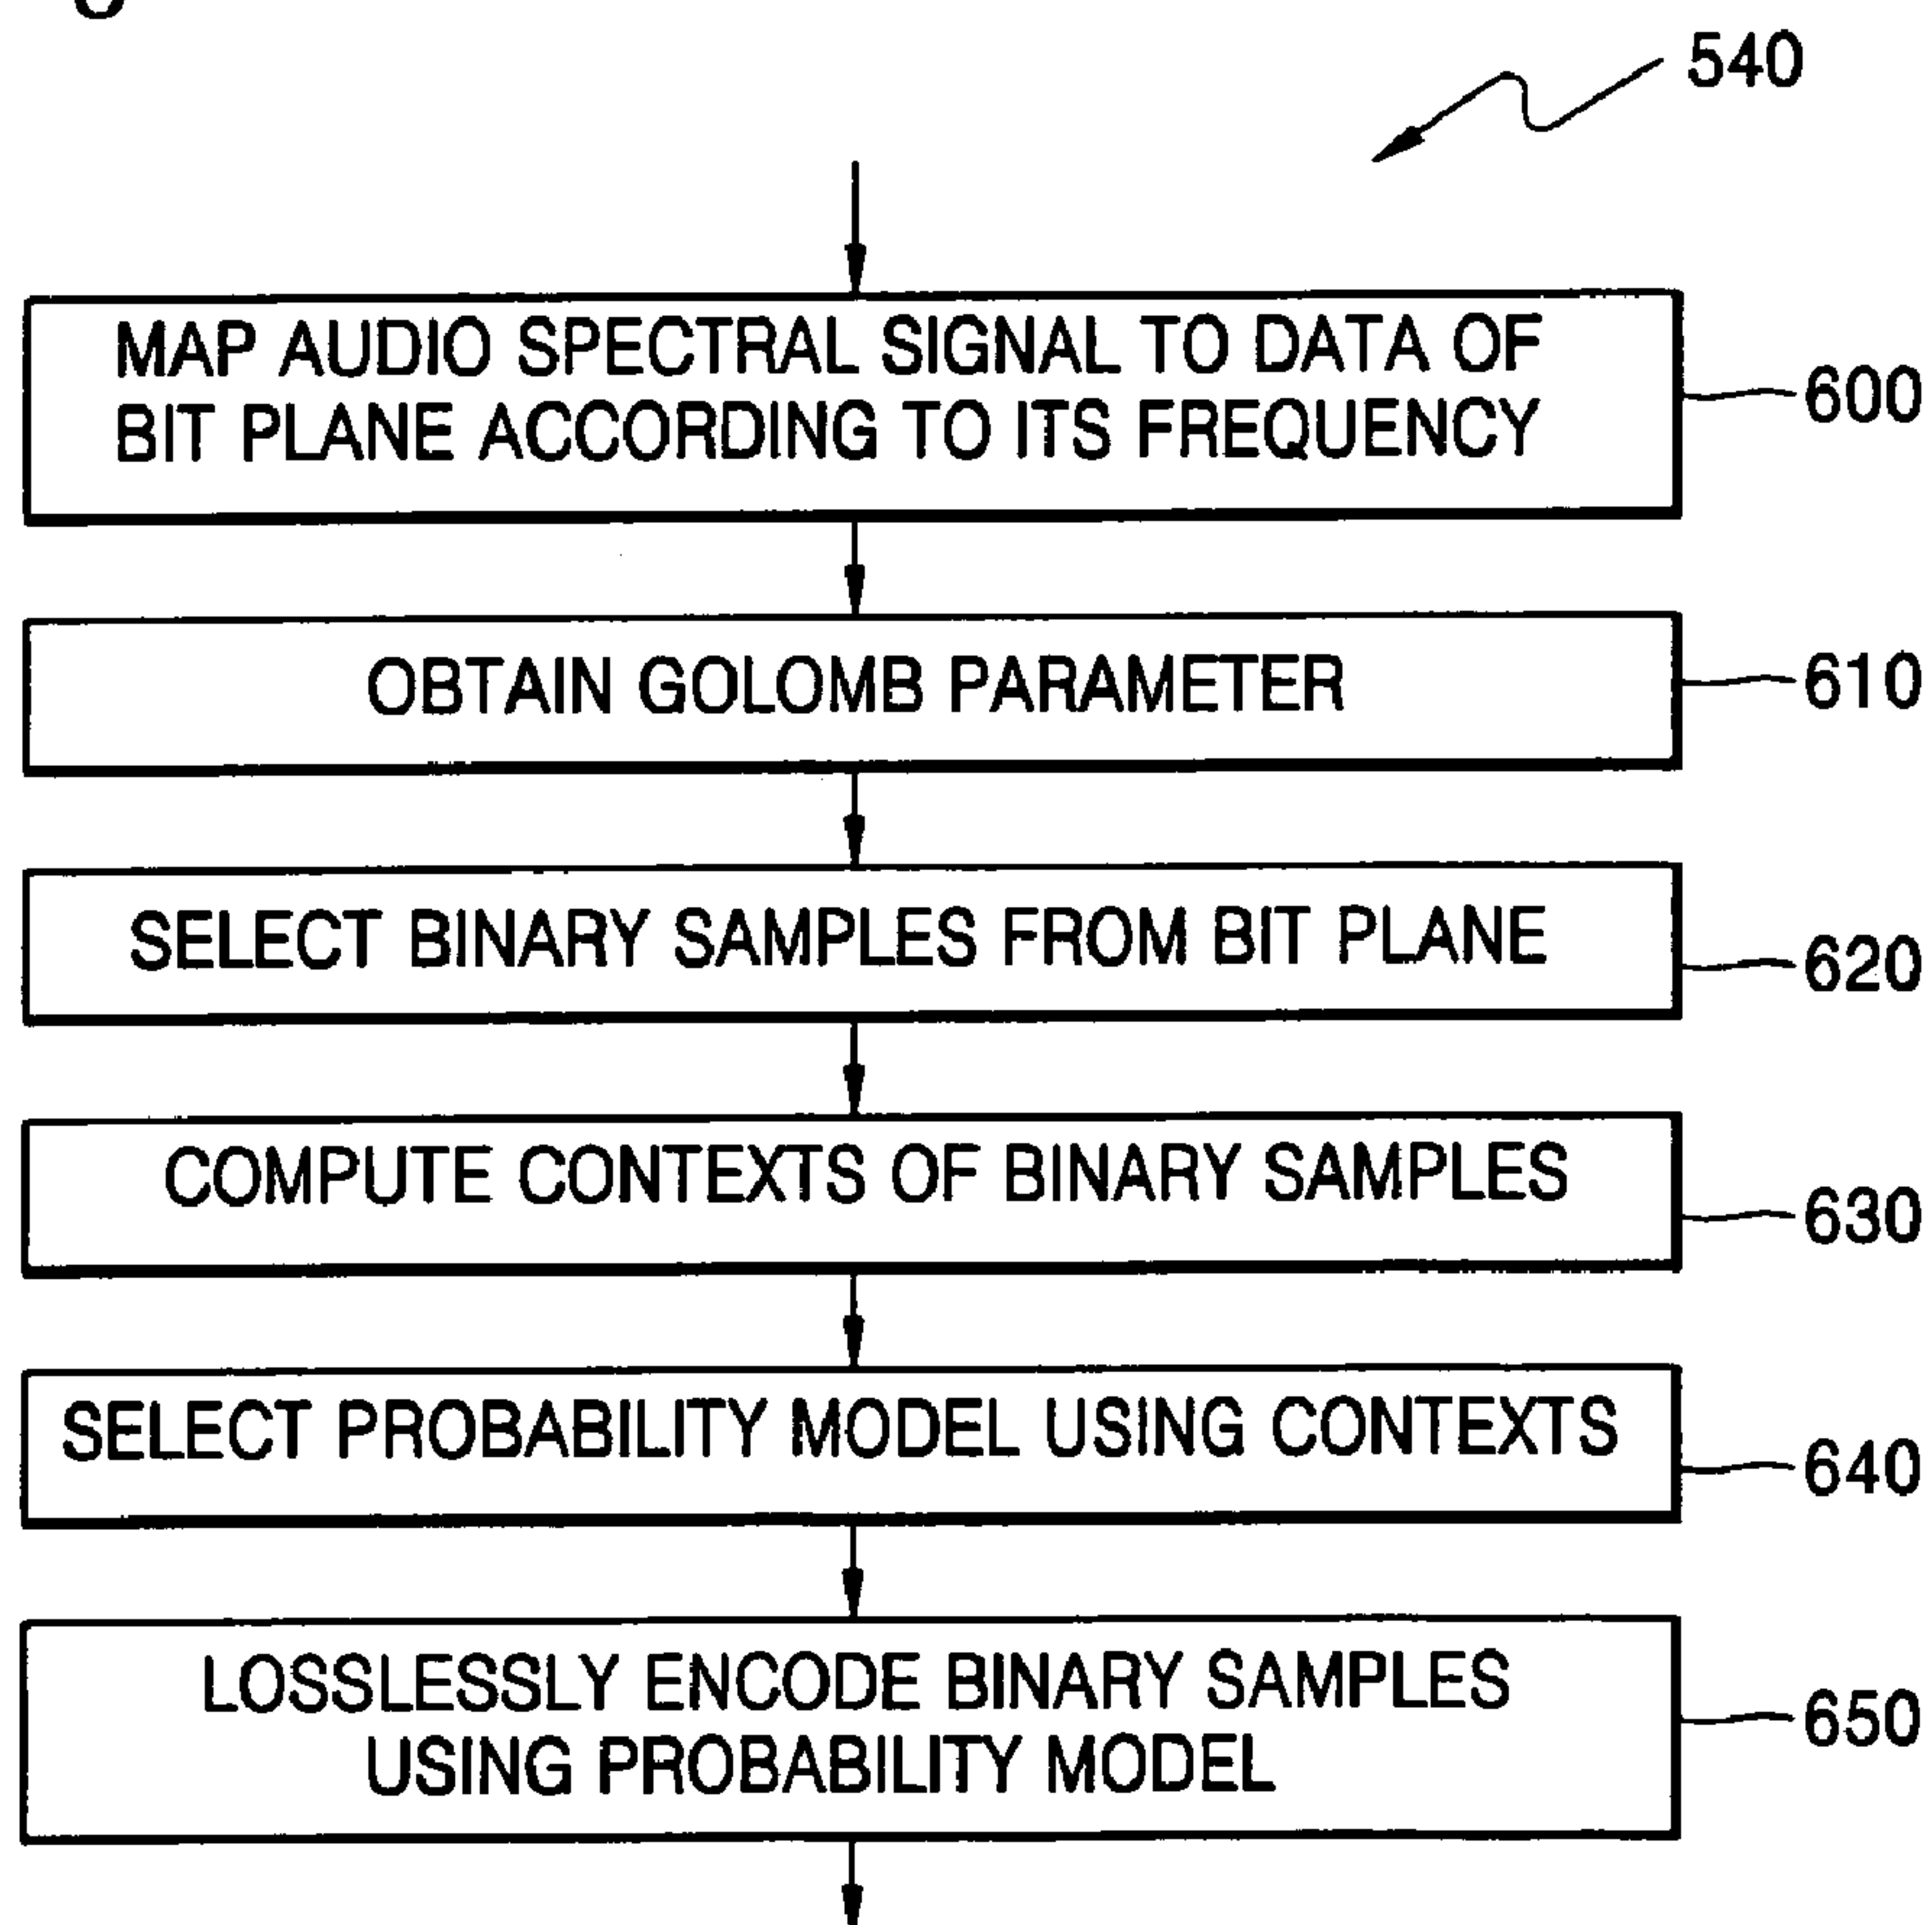 540
MAP AUDIO SPECTRAL SIGNAL TO DATA OF
BIT PLANE ACCORDING TO ITS FREQUENCY
600
OBTAIN GOLOMB PARAMETER
610
SELECT BINARY SAMPLES FROM BIT PLANE
620
COMPUTE CONTEXTS OF BINARY SAMPLES
630
SELECT PROBABILITY MODEL USING CONTEXTS
640
LOSSLESSLY ENCODE BINARY SAMPLES
USING PROBABILITY MODEL
650